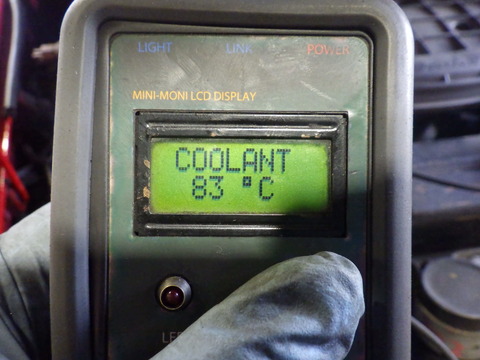 LIGHT LINK POWER
MINI-MONI LCD DISPLAY
COOLANT
83 °C